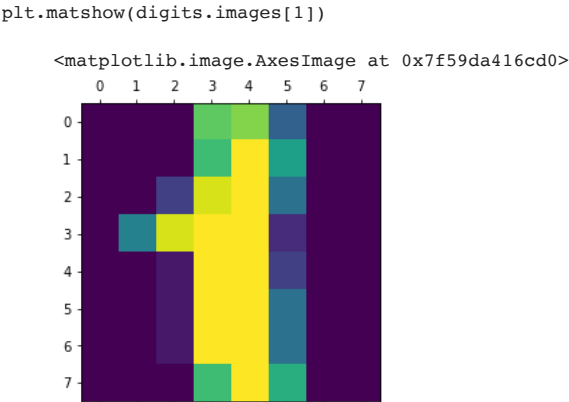 plt.matshow(digits.images[1])
<matplotlib.image.AxesImage at 0x7f59da416cd0>
0 1 2 3 4 5 6 7
0
1
2
3
4
5
6
7